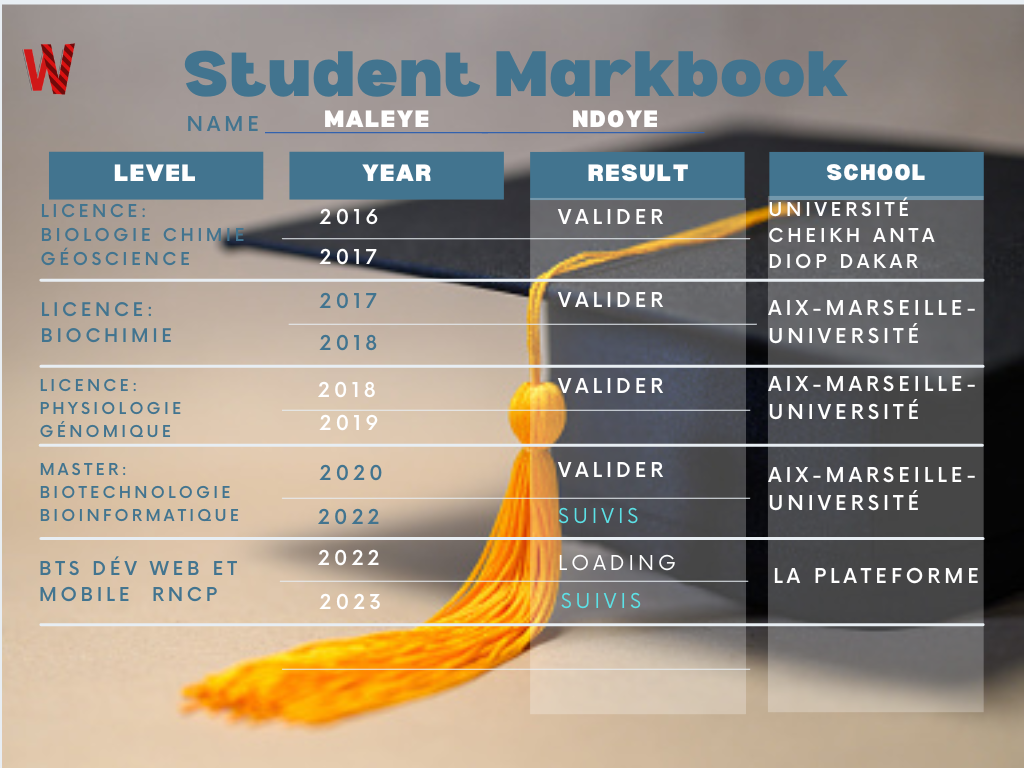 W
Student Markbook
NAME MALEYE NDOYE
LEVEL YEAR RESULT SCHOOL
LICENCE:
BIOLOGIE CHIMIE
GÉOSCIENCE
2016 VALIDER
2017
UNIVERSITÉ
CHEIKH ANTA
DIOP DAKAR
LICENCE:
BIOCHIMIE
2017 VALIDER
2018
AIX-MARSEILLE-
UNIVERSITÉ
LICENCE:
PHYSIOLOGIE
GÉNOMIQUE
2018 VALIDER
2019
AIX-MARSEILLE-
UNIVERSITÉ
MASTER:
BIOTECHNOLOGIE
BIOINFORMATIQUE
2020 VALIDER
2022 SUIVIS
AIX-MARSEILLE-
UNIVERSITÉ
BTS DÉV WEB ET
MOBILE RNCP
2022 LOADING
2023 SUIVIS
LA PLATEFORME